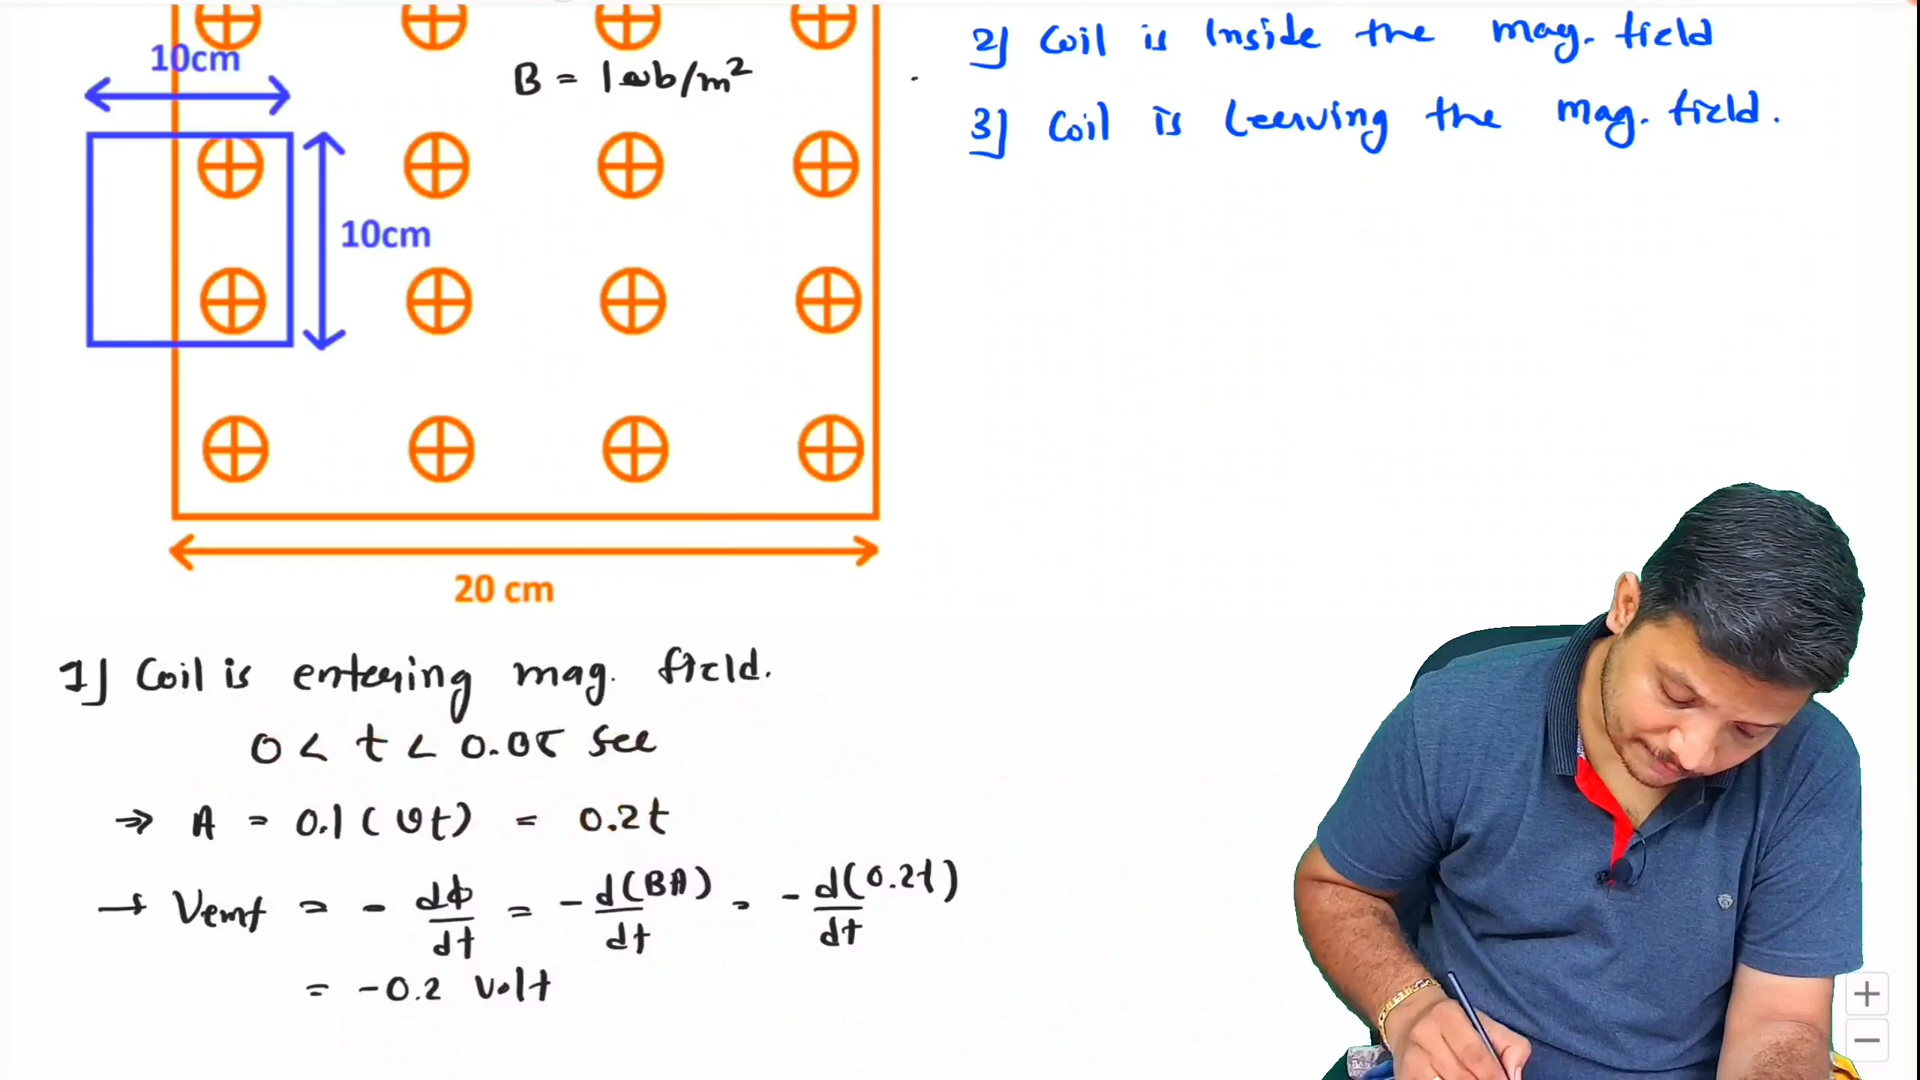 10cm
B = 1wb/m²
10cm
20 cm
2] Coil is Inside the mag. field
3] Coil is Leaving the mag. field.
1] Coil is entering mag. field.
0 < t < 0.05 sec
⇒ A = 0.1 (vt) = 0.2t
→ Vemf = - dϕ/dt = - d(BA)/dt = - d(0.2t)/dt
= -0.2 volt
+
−